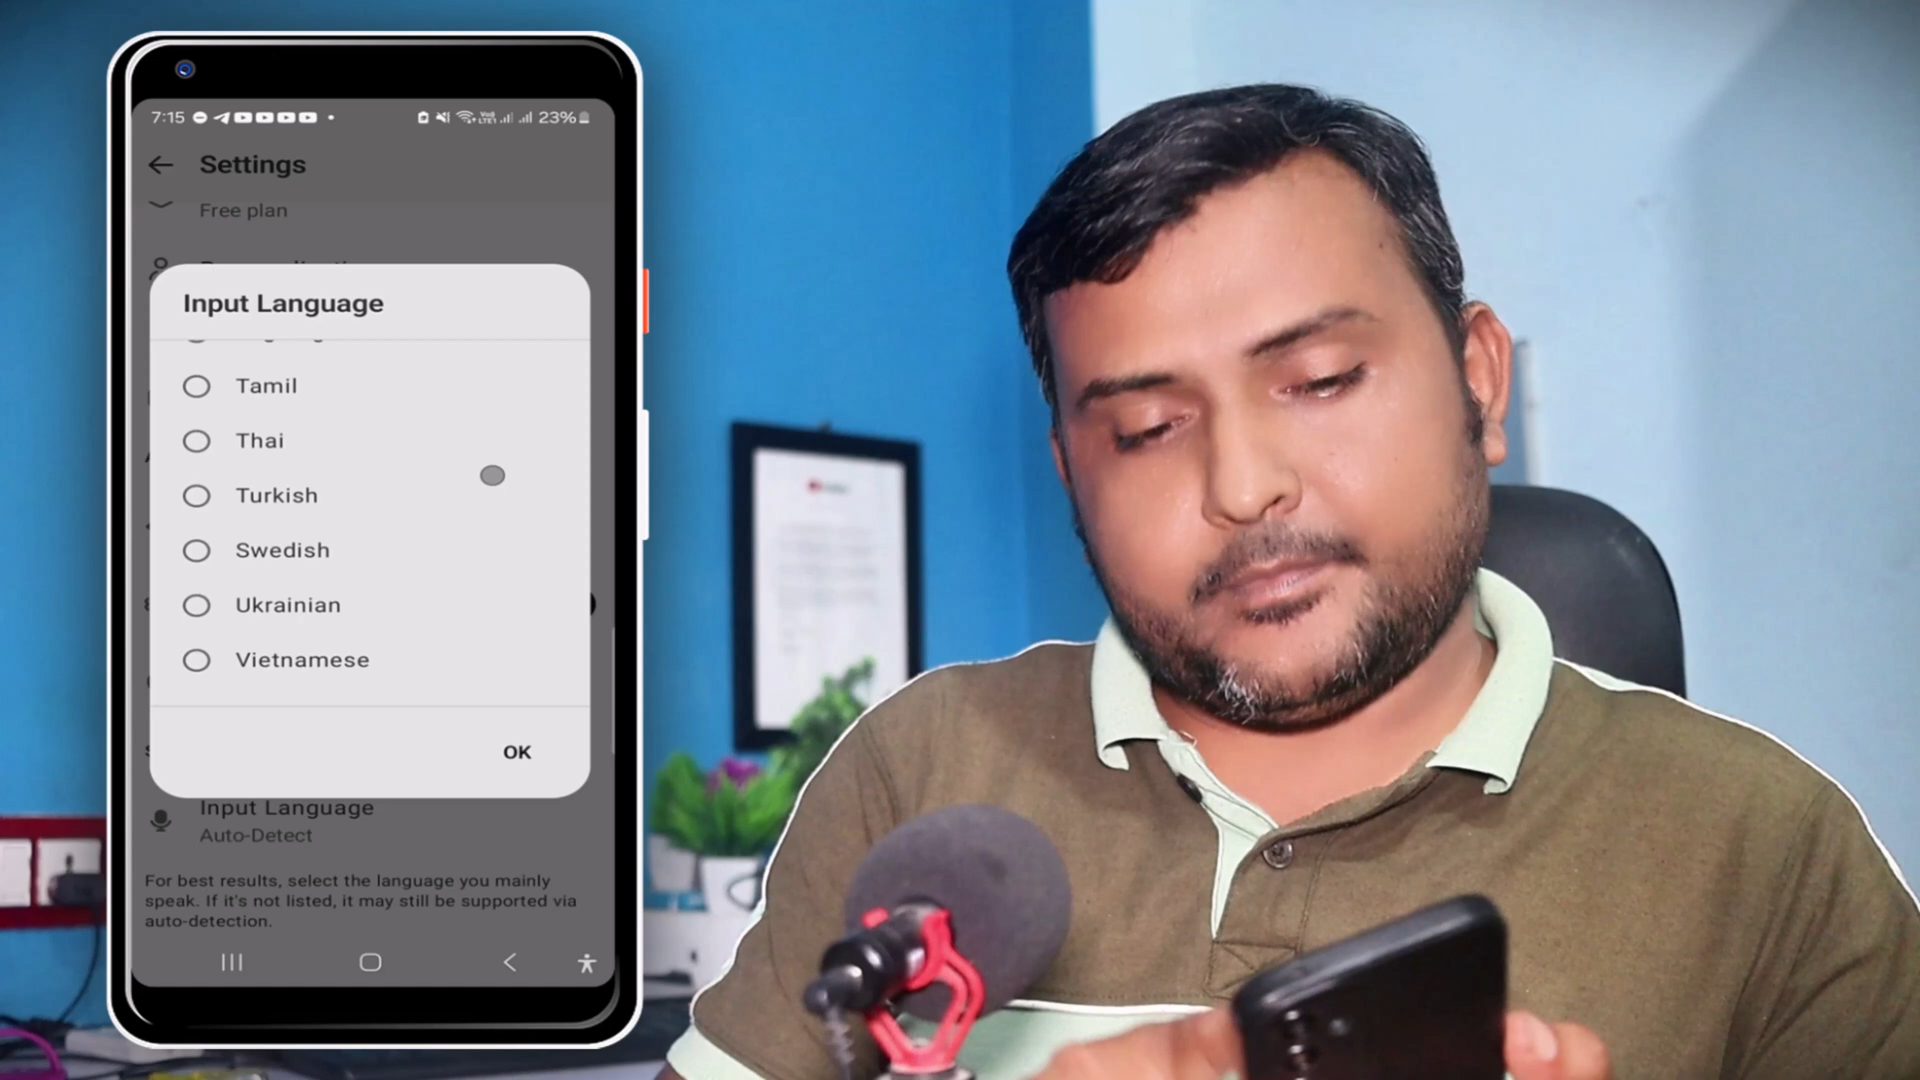 7:15
23%
Settings
Free plan
Input Language
Tamil
Thai
Turkish
Swedish
Ukrainian
Vietnamese
OK
Input Language
Auto-Detect
For best results, select the language you mainly
speak. If it's not listed, it may still be supported via
auto-detection.